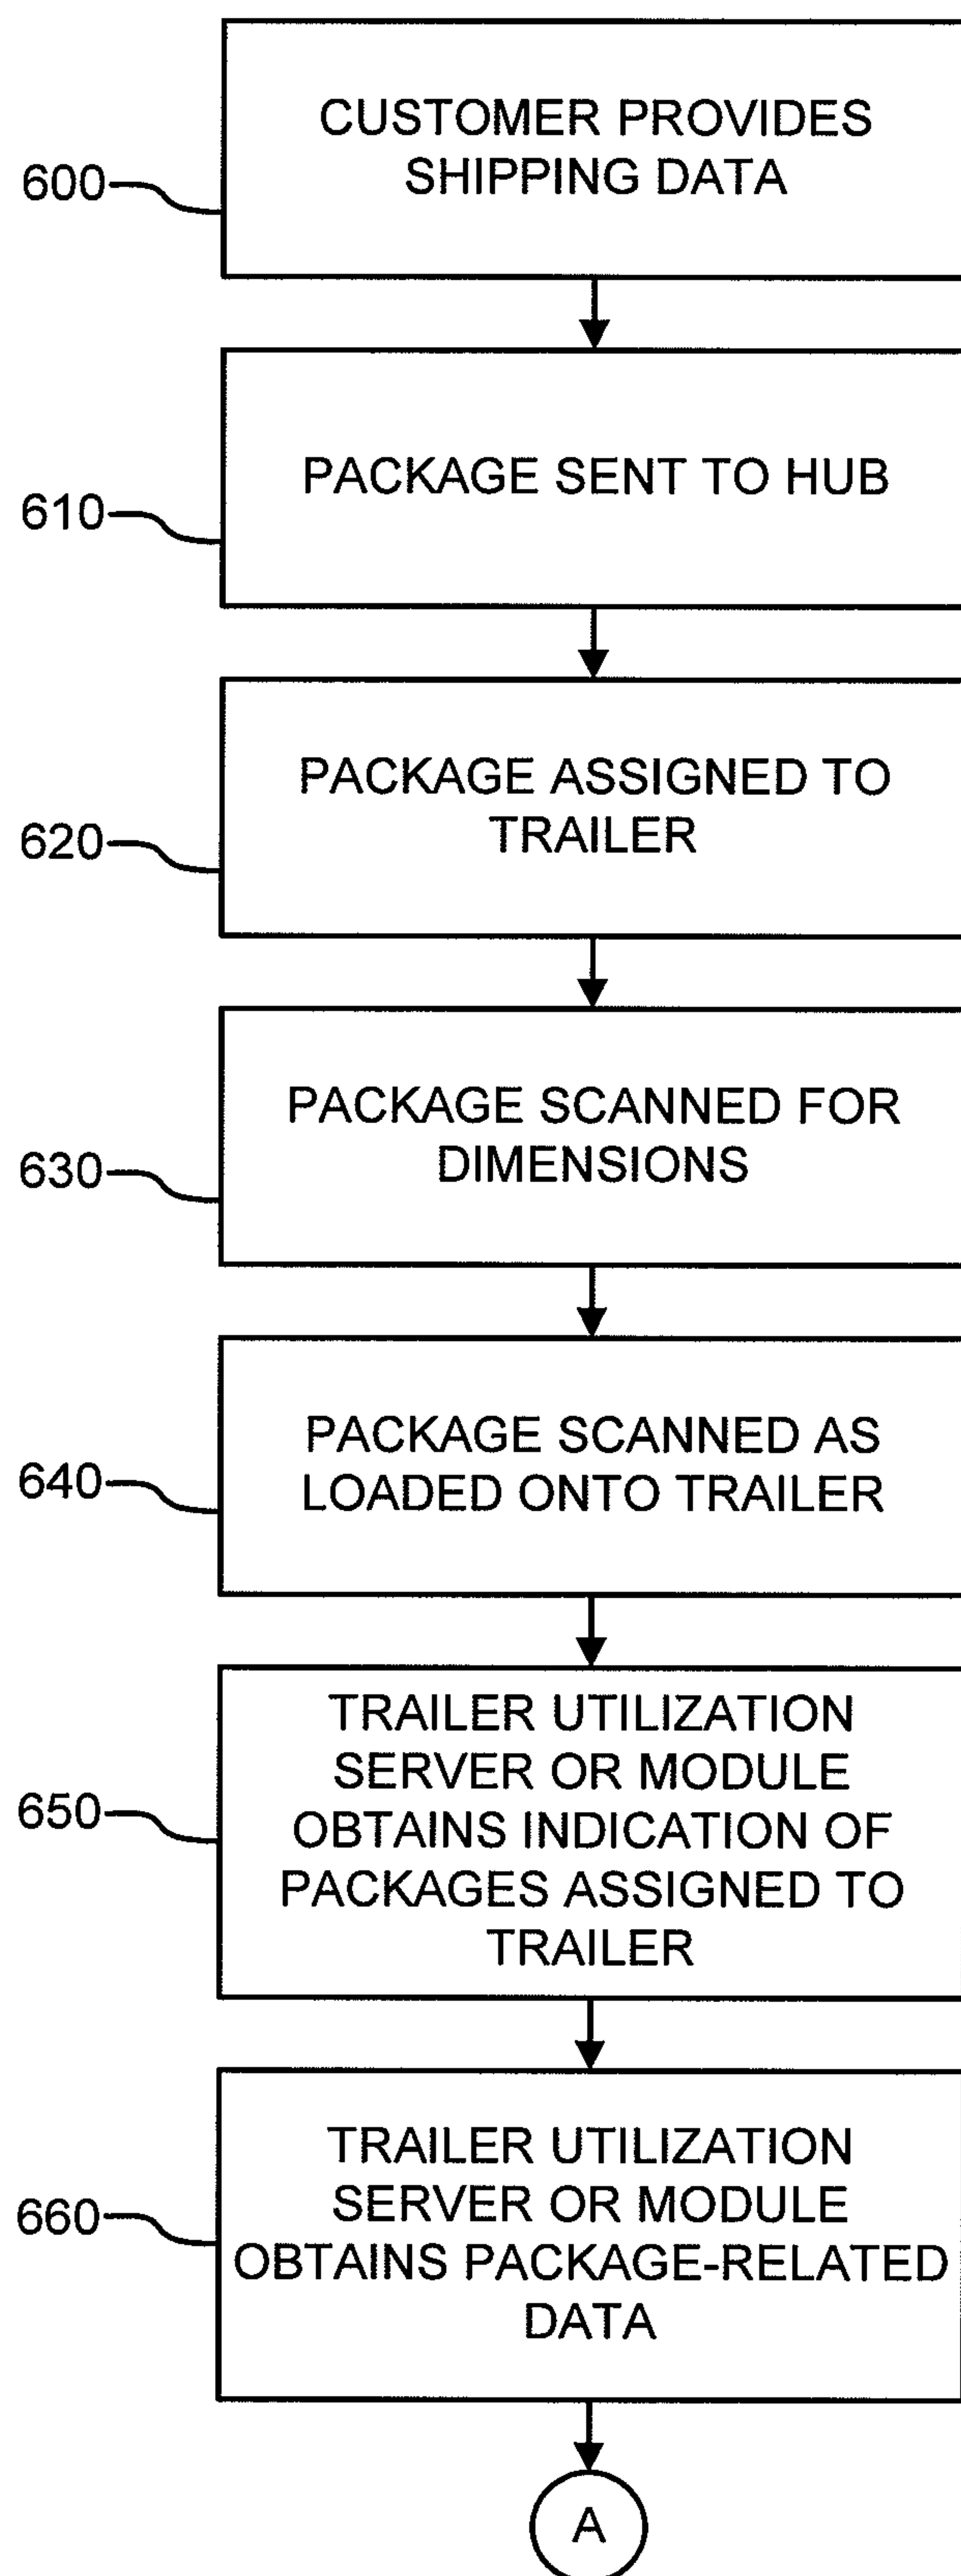 CUSTOMER PROVIDES
SHIPPING DATA
600
PACKAGE SENT TO HUB
610
PACKAGE ASSIGNED TO
TRAILER
620
PACKAGE SCANNED FOR
DIMENSIONS
630
PACKAGE SCANNED AS
LOADED ONTO TRAILER
640
TRAILER UTILIZATION
SERVER OR MODULE
OBTAINS INDICATION OF
PACKAGES ASSIGNED TO
TRAILER
650
TRAILER UTILIZATION
SERVER OR MODULE
OBTAINS PACKAGE-RELATED
DATA
660
A